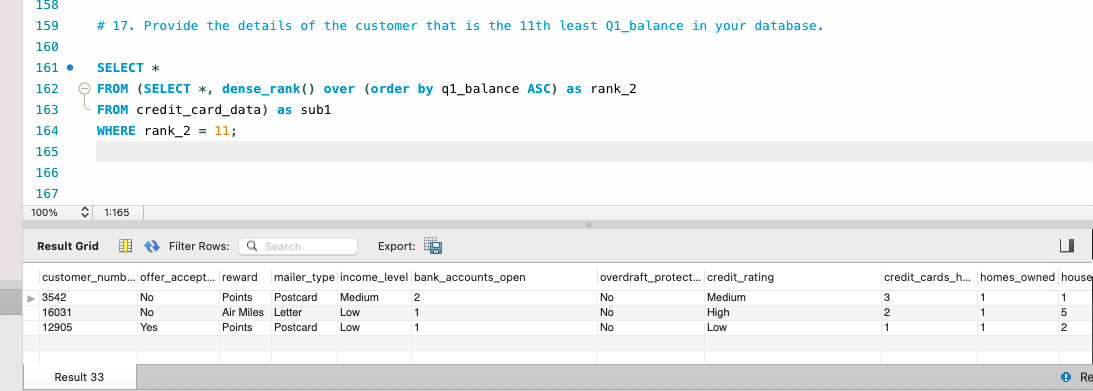 158
159 # 17. Provide the details of the customer that is the 11th least Q1_balance in your database.
160
161 SELECT *
162 FROM (SELECT *, dense_rank() over (order by q1_balance ASC) as rank_2
163 FROM credit_card_data) as sub1
164 WHERE rank_2 = 11;
165
166
167
100% 1:165
Result Grid Filter Rows: Search Export:
customer_numb... offer_accept... reward mailer_type income_level bank_accounts_open overdraft_protect... credit_rating credit_cards_h... homes_owned house
3542 No Points Postcard Medium 2 No Medium 3 1 1
16031 No Air Miles Letter Low 1 No High 2 1 5
12905 Yes Points Postcard Low 1 No Low 1 1 2
Result 33 Re